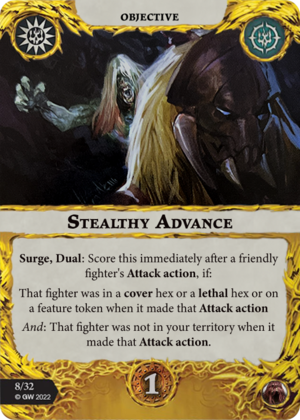 OBJECTIVE
STEALTHY ADVANCE
Surge, Dual: Score this immediately after a friendly
fighter's Attack action, if:
That fighter was in a cover hex or a lethal hex or on
a feature token when it made that Attack action
And: That fighter was not in your territory when it
made that Attack action.
8/32
© GW 2022
1